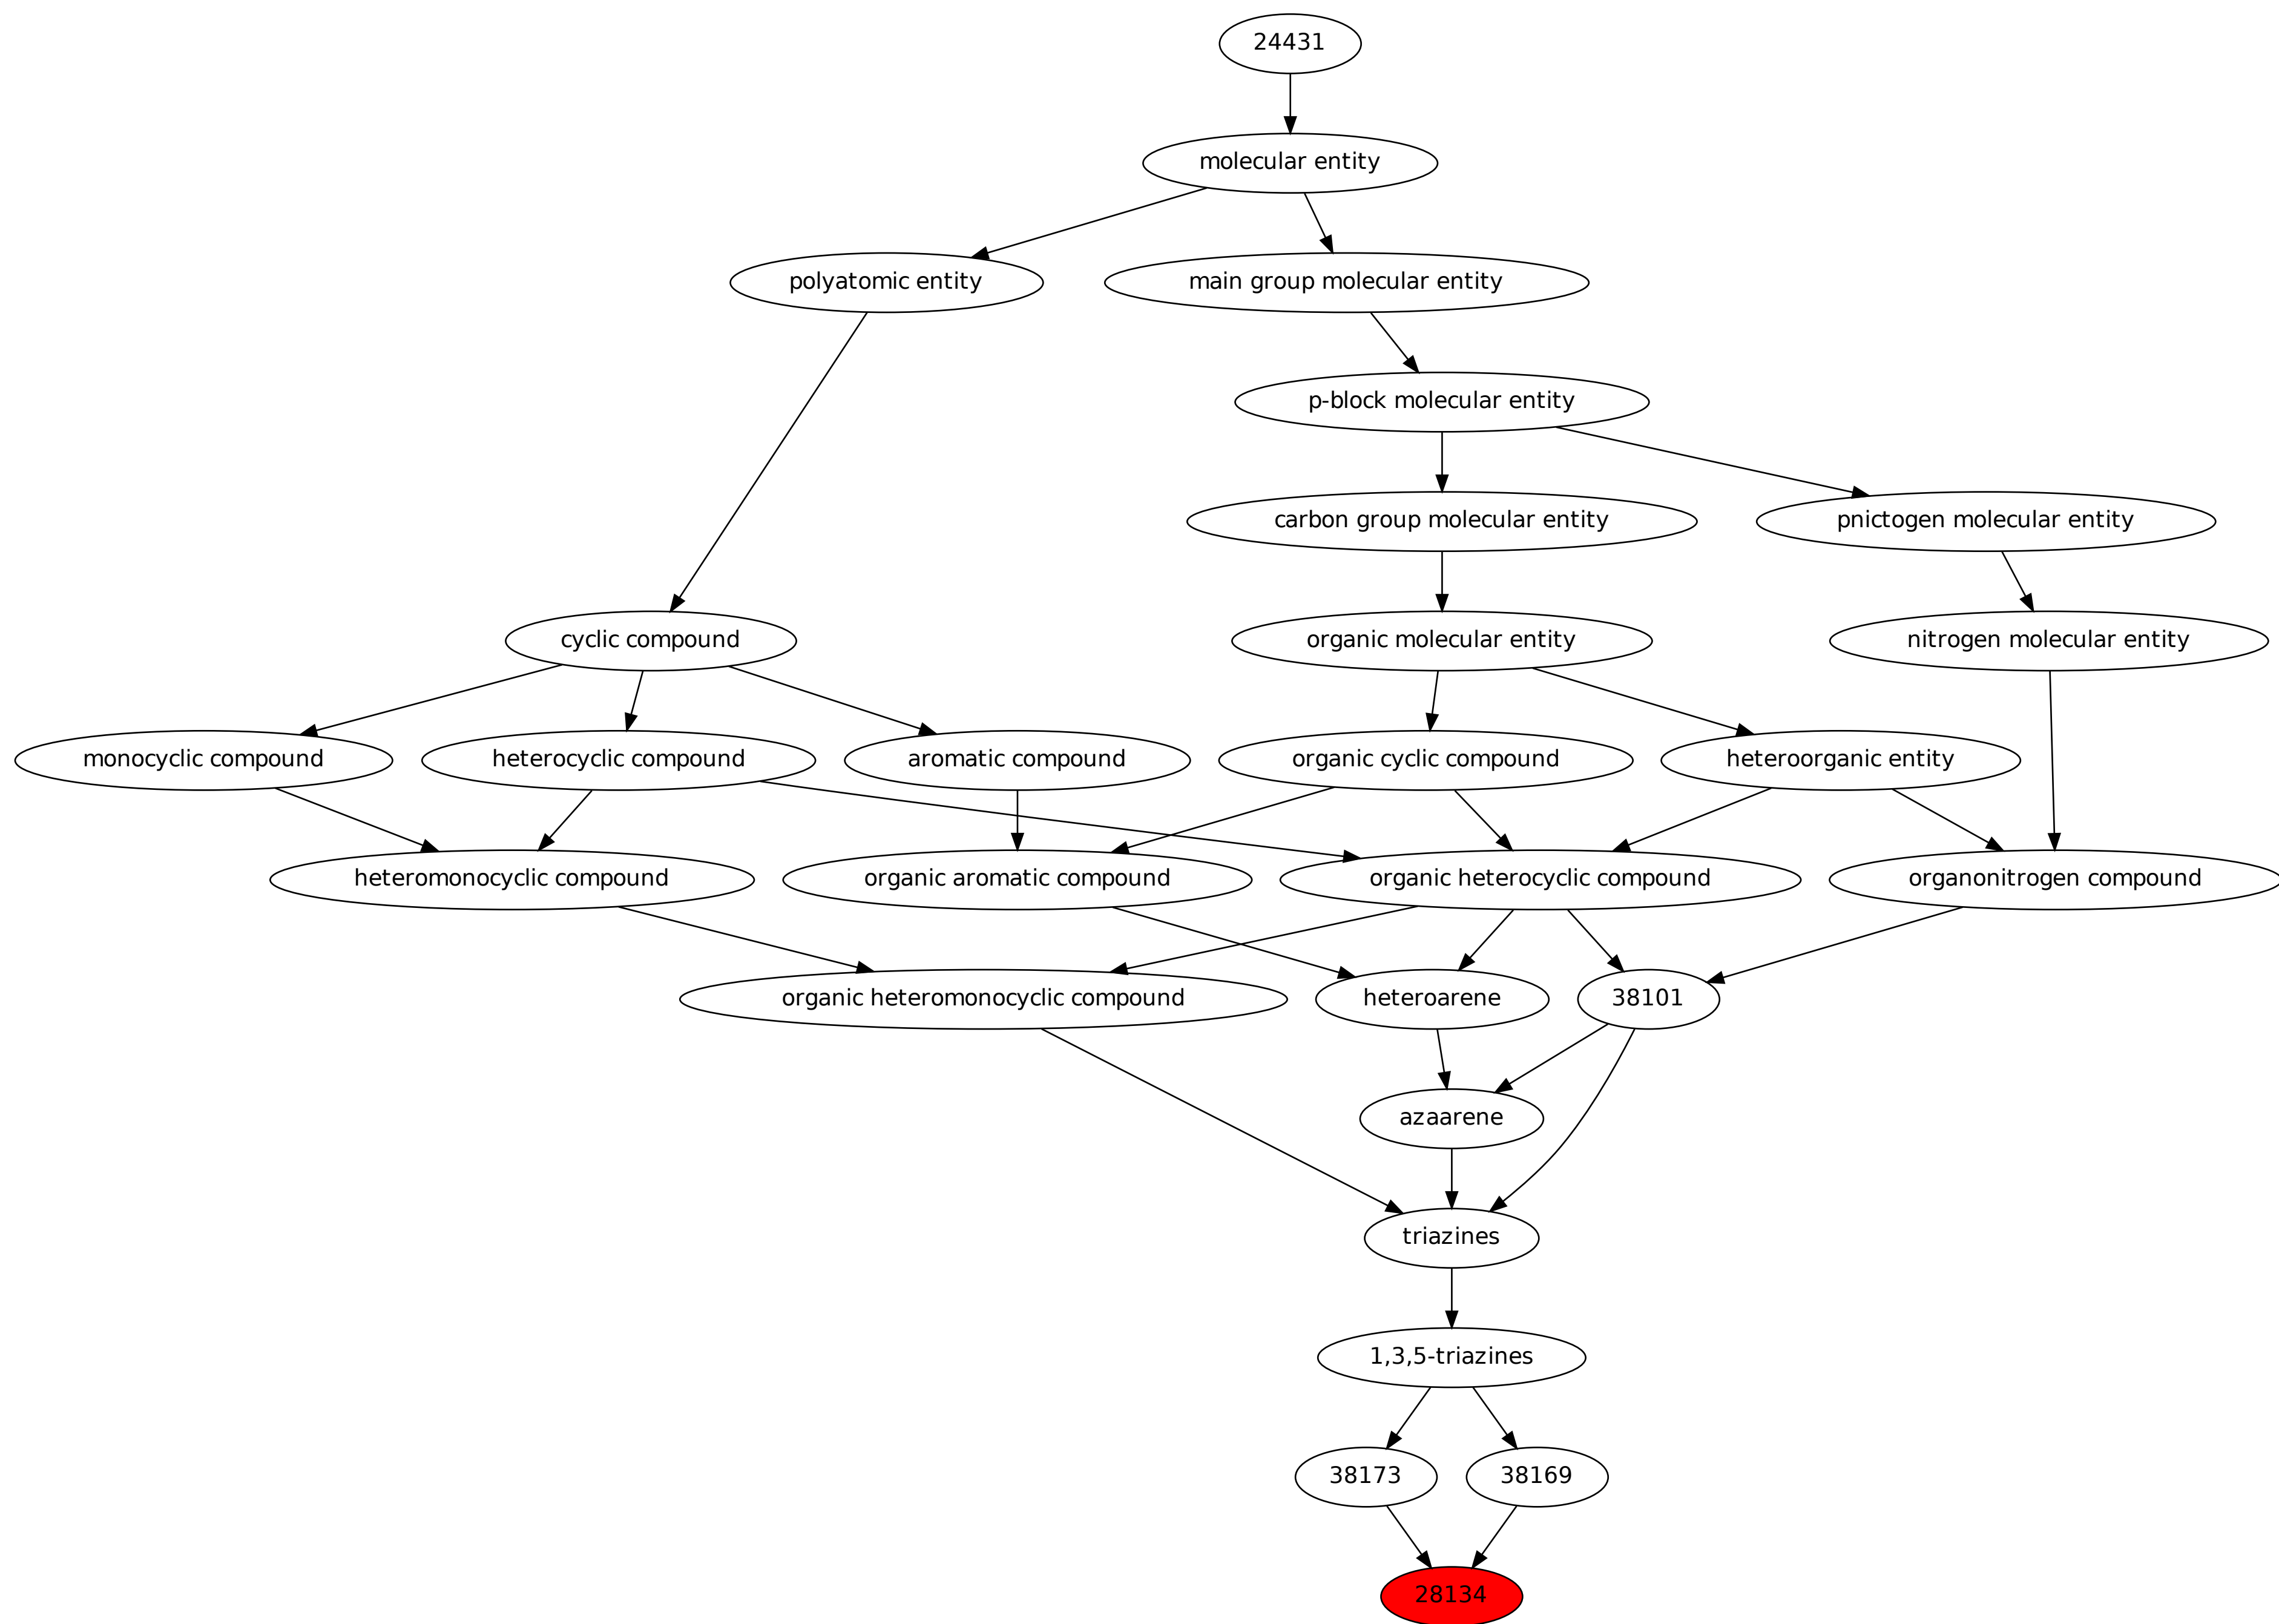 24431
molecular entity
polyatomic entity
main group molecular entity
p-block molecular entity
carbon group molecular entity
pnictogen molecular entity
cyclic compound
organic molecular entity
nitrogen molecular entity
monocyclic compound
heterocyclic compound
aromatic compound
organic cyclic compound
heteroorganic entity
heteromonocyclic compound
organic aromatic compound
organic heterocyclic compound
organonitrogen compound
organic heteromonocyclic compound
heteroarene
38101
azaarene
triazines
1,3,5-triazines
38173
38169
28134